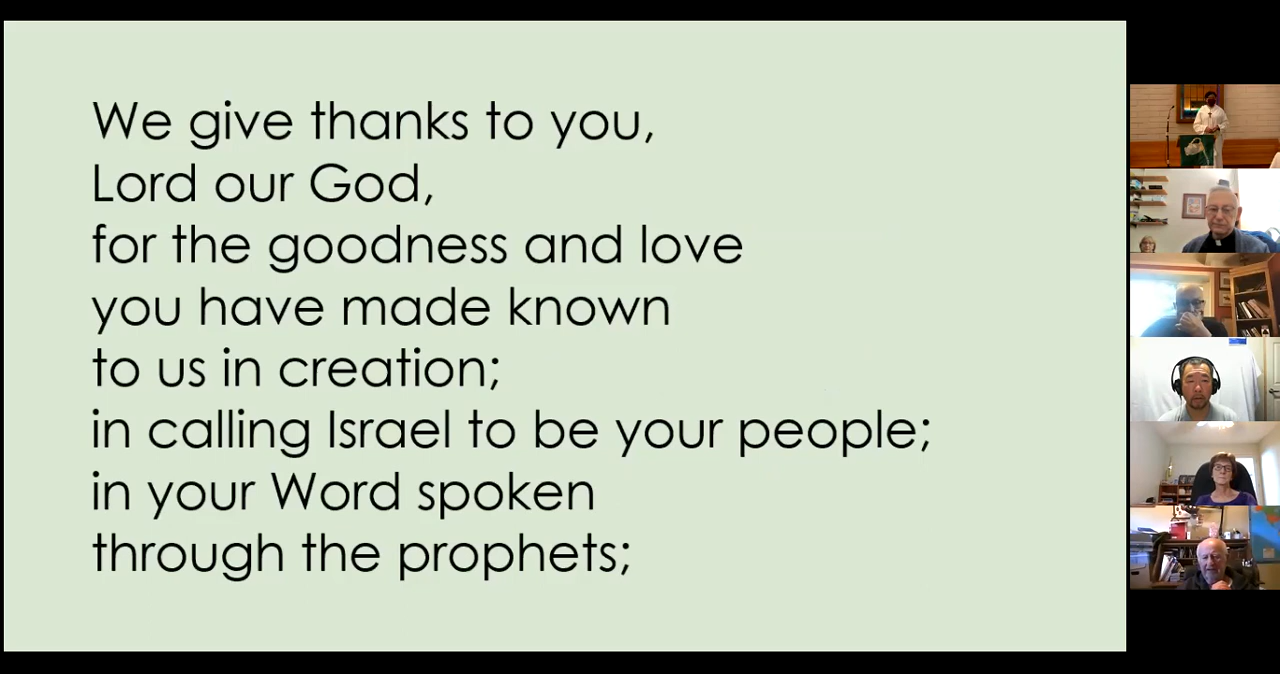 We give thanks to you,
Lord our God,
for the goodness and love
you have made known
to us in creation;
in calling Israel to be your people;
in your Word spoken
through the prophets;